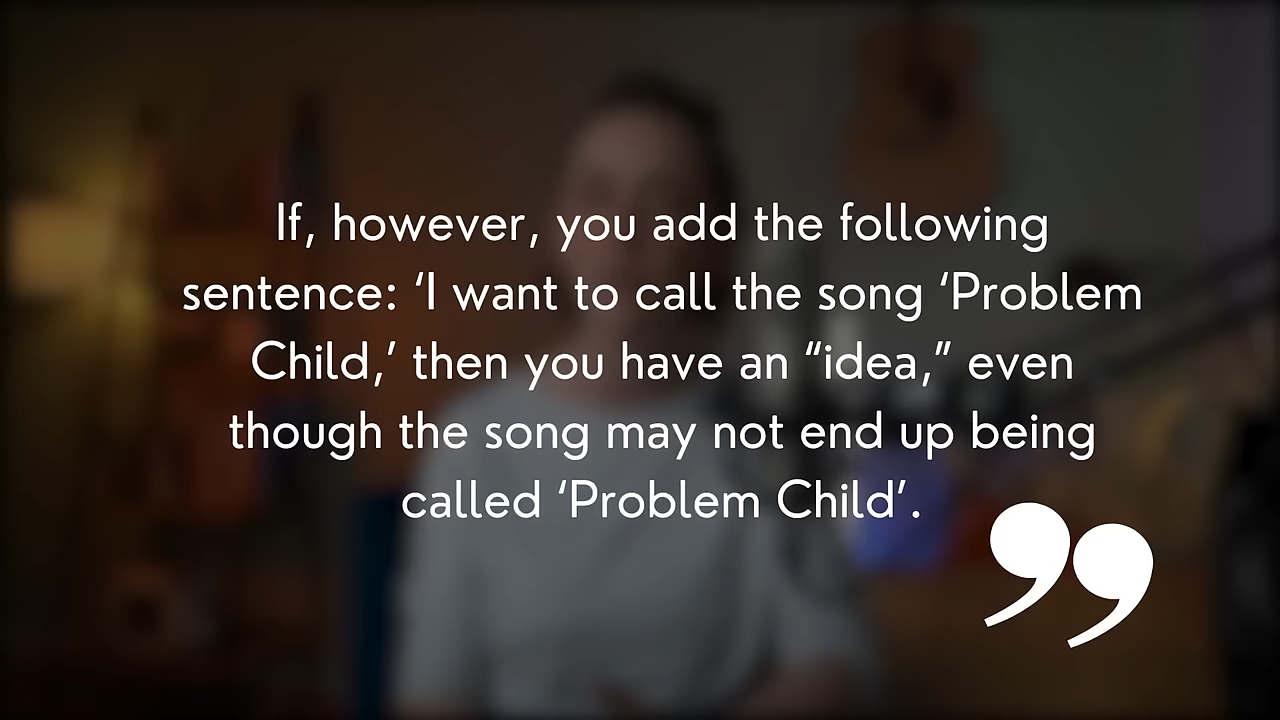 If, however, you add the following
sentence: ‘I want to call the song ‘Problem
Child,’ then you have an “idea,” even
though the song may not end up being
called ‘Problem Child’.
”